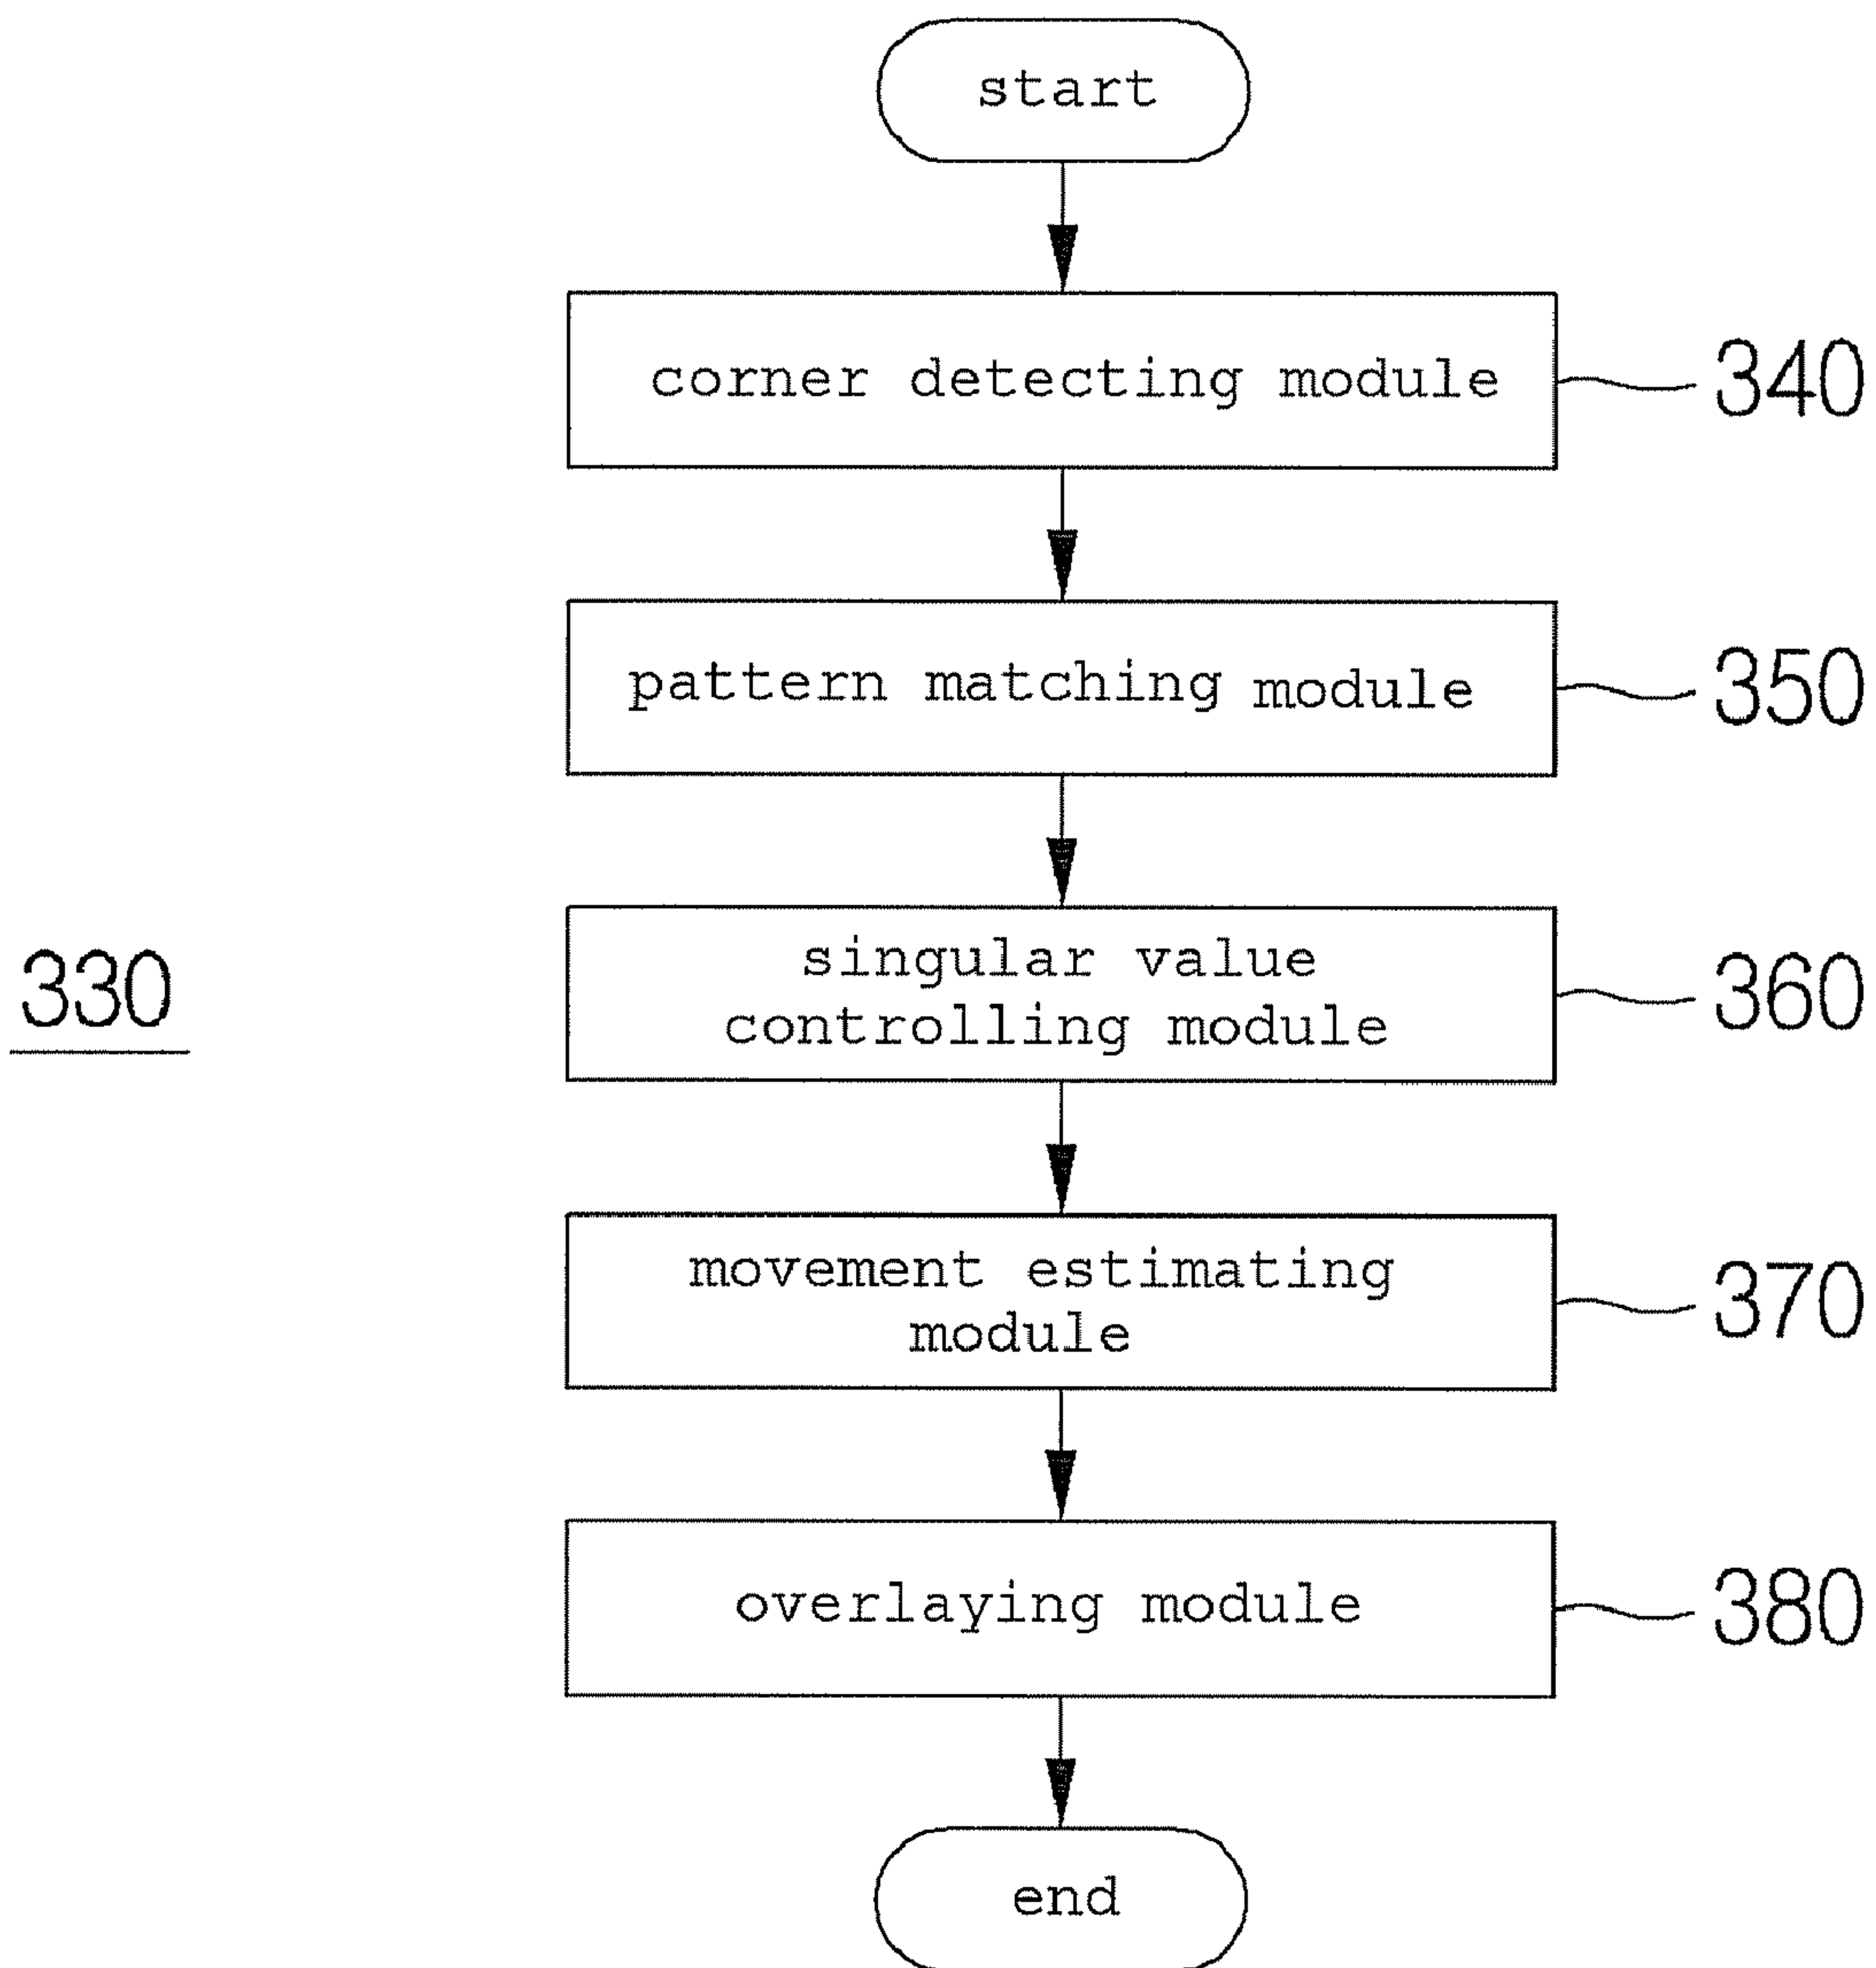 start
corner detecting module
340
pattern matching module
350
330
singular value
controlling module
360
movement estimating
module
370
overlaying module
380
end